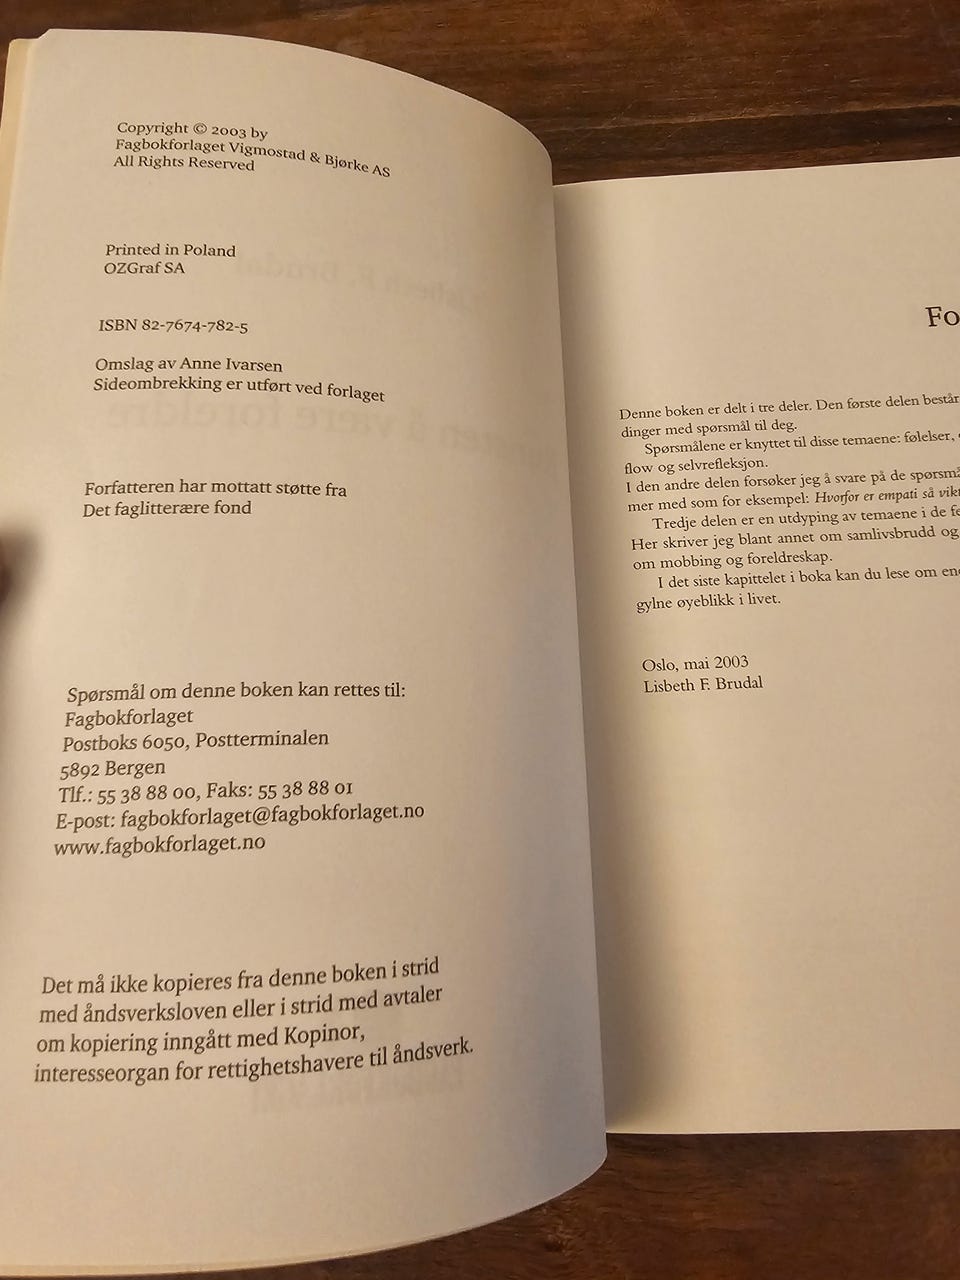 Copyright © 2003 by
Fagbokforlaget Vigmostad & Bjørke AS
All Rights Reserved
Printed in Poland
OZGraf SA
ISBN 82-7674-782-5
Omslag av Anne Ivarsen
Sideombrekking er utført ved forlaget
Forfatteren har mottatt støtte fra
Det faglitterære fond
Spørsmål om denne boken kan rettes til:
Fagbokforlaget
Postboks 6050, Postterminalen
5892 Bergen
Tlf.: 55 38 88 00, Faks: 55 38 88 01
E-post: fagbokforlaget@fagbokforlaget.no
www.fagbokforlaget.no
Det må ikke kopieres fra denne boken i strid
med åndsverksloven eller i strid med avtaler
om kopiering inngått med Kopinor,
interesseorgan for rettighetshavere til åndsverk.
Fo
Denne boken er delt i tre deler. Den første delen består
dinger med spørsmål til deg.
Spørsmålene er knyttet til disse temaene: følelser,
flow og selvrefleksjon.
I den andre delen forsøker jeg å svare på de spørsmå
mer med som for eksempel: Hvorfor er empati så vikt
Tredje delen er en utdyping av temaene i de fe
Her skriver jeg blant annet om samlivsbrudd og
om mobbing og foreldreskap.
I det siste kapittelet i boka kan du lese om ene
gylne øyeblikk i livet.
Oslo, mai 2003
Lisbeth F. Brudal